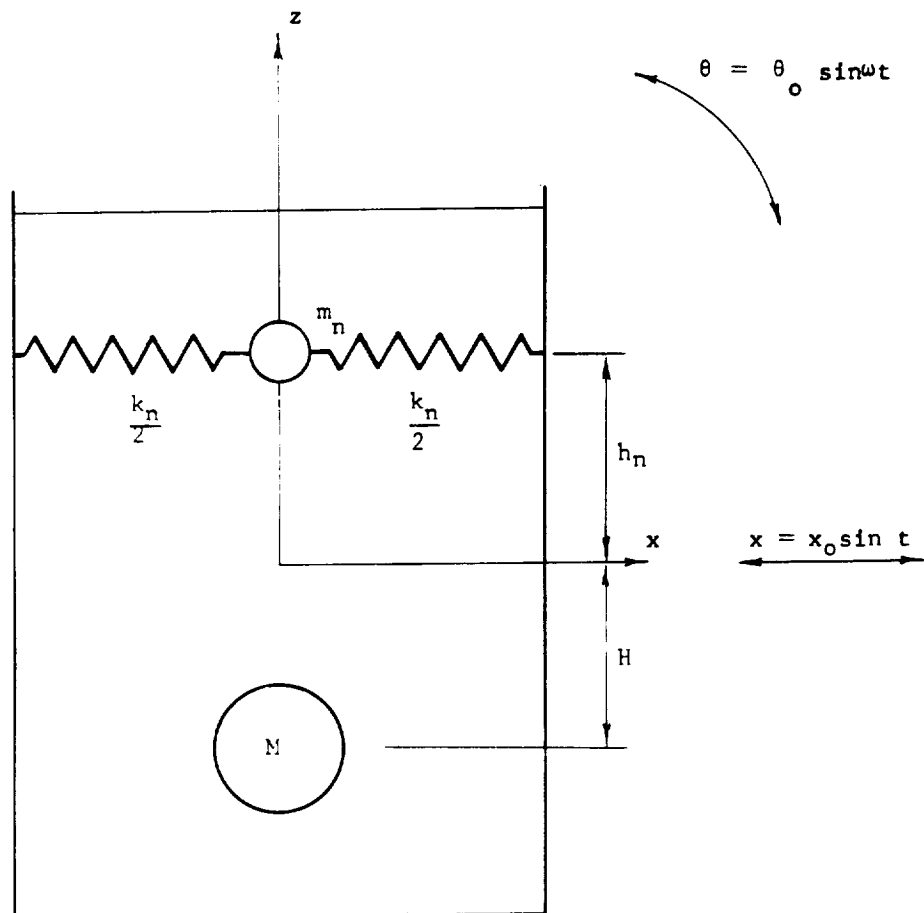 z
θ = θo sinωt
mn
kn/2
kn/2
hn
x
x = xo sin t
H
M